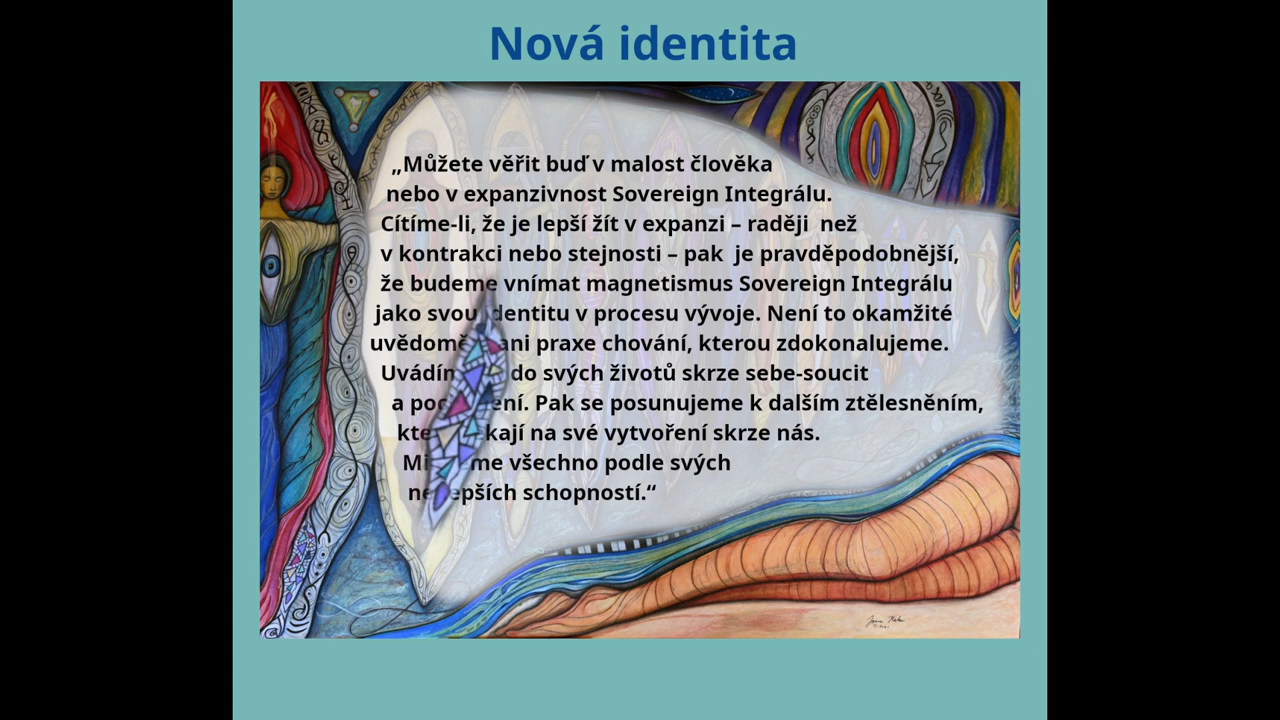 Nová identita
„Můžete věřit buď v malost člověka
nebo v expanzivnost Sovereign Integrálu.
Cítíme-li, že je lepší žít v expanzi – raději než
v kontrakci nebo stejnosti – pak je pravděpodobnější,
že budeme vnímat magnetismus Sovereign Integrálu
jako svou identitu v procesu vývoje. Není to okamžité
ani praxe chování, kterou zdokonalujeme.
do svých životů skrze sebe-soucit
a Pak se posunujeme k dalším ztělesněním,
na své vytvoření skrze nás.
všechno podle svých
schopností.“